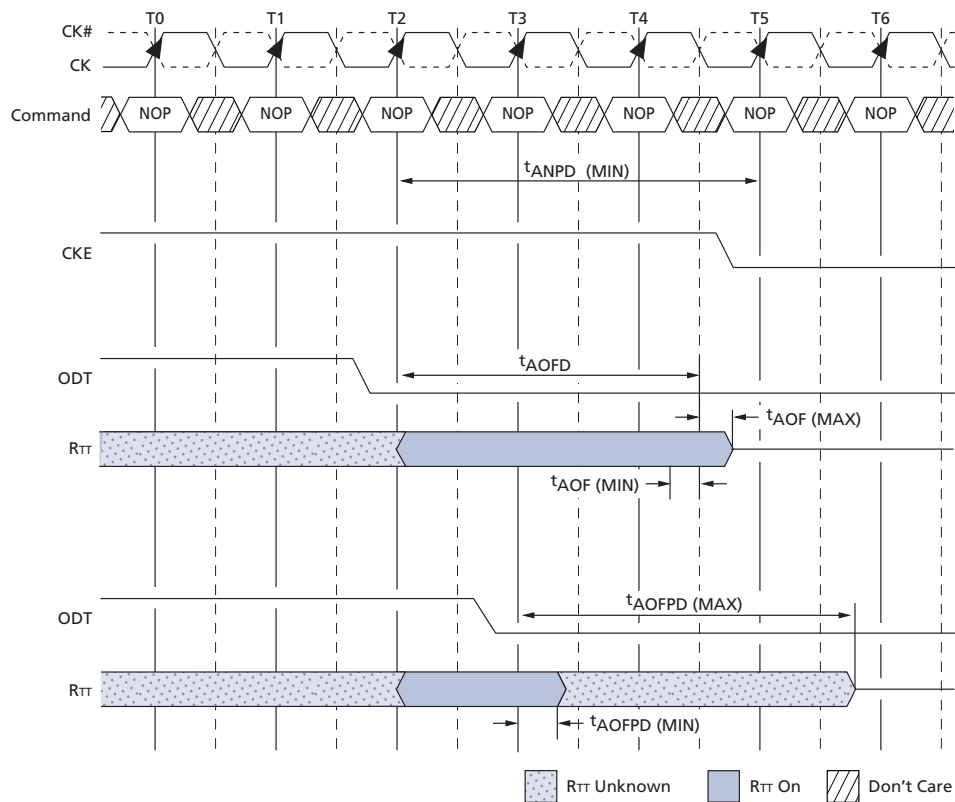 T0 T1 T2 T3 T4 T5 T6
CK#
CK
Command NOP NOP NOP NOP NOP NOP NOP
tANPD (MIN)
CKE
tAOFD
ODT
tAOF (MAX)
RTT
tAOF (MIN)
tAOFPD (MAX)
ODT
RTT
tAOFPD (MIN)
RTT Unknown RTT On Don't Care